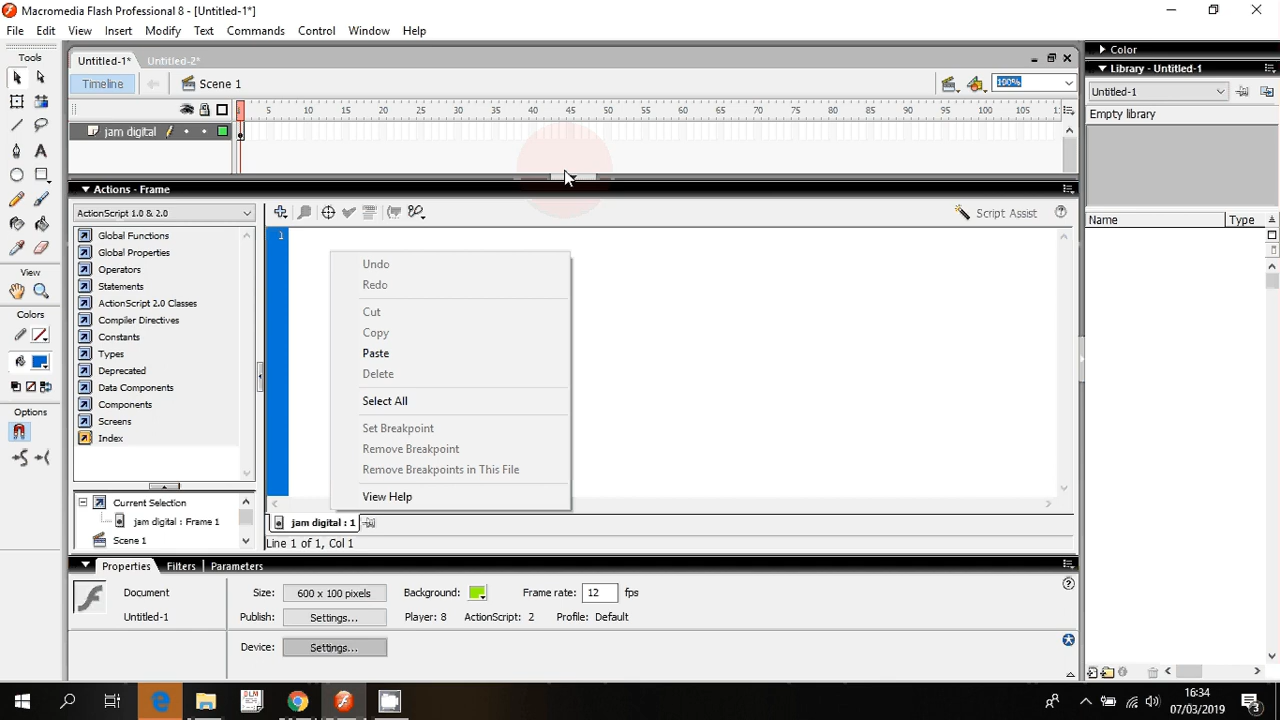 Macromedia Flash Professional 8 - [Untitled-1*]
File Edit View Insert Modify Text Commands Control Window Help
Tools
Untitled-1* Untitled-2*
Timeline Scene 1 100%
5 10 15 20 25 30 35 40 45 50 55 60 65 70 75 80 85 90 95 100 105 1:
jam digital
Actions - Frame
ActionScript 1.0 & 2.0
Script Assist
Global Functions
Global Properties
Operators
Statements
ActionScript 2.0 Classes
Compiler Directives
Constants
Types
Deprecated
Data Components
Components
Screens
Index
Current Selection
jam digital : Frame 1
Scene 1
1
Undo
Redo
Cut
Copy
Paste
Delete
Select All
Set Breakpoint
Remove Breakpoint
Remove Breakpoints in This File
View Help
jam digital : 1
Line 1 of 1, Col 1
View
Colors
Options
Properties Filters Parameters
Document
Untitled-1
Size: 600 x 100 pixels Background: Frame rate: 12 fps
Publish: Settings... Player: 8 ActionScript: 2 Profile: Default
Device: Settings...
Color
Library - Untitled-1
Untitled-1
Empty library
Name Type
DLM
16:34
07/03/2019
3